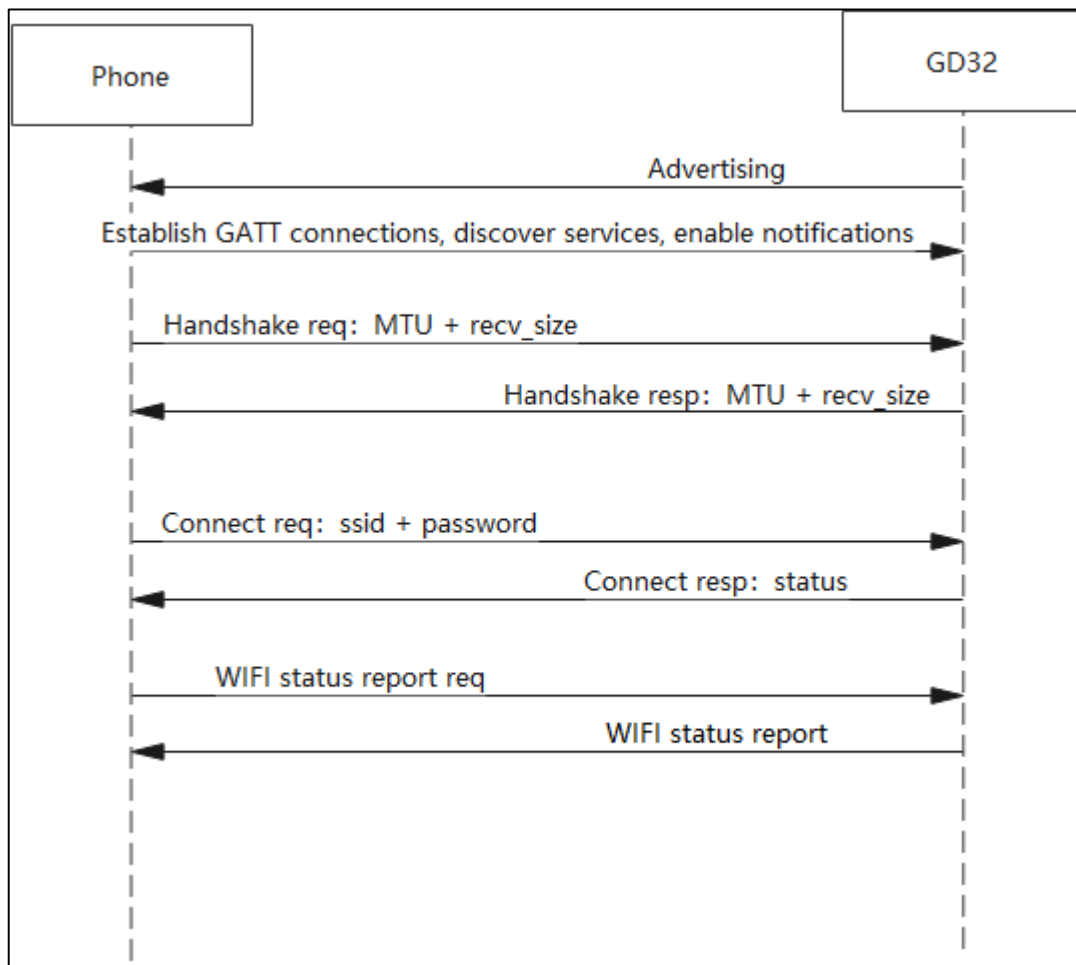 Phone
GD32
Advertising
Establish GATT connections, discover services, enable notifications
Handshake req：MTU + recv_size
Handshake resp：MTU + recv_size
Connect req：ssid + password
Connect resp：status
WIFI status report req
WIFI status report